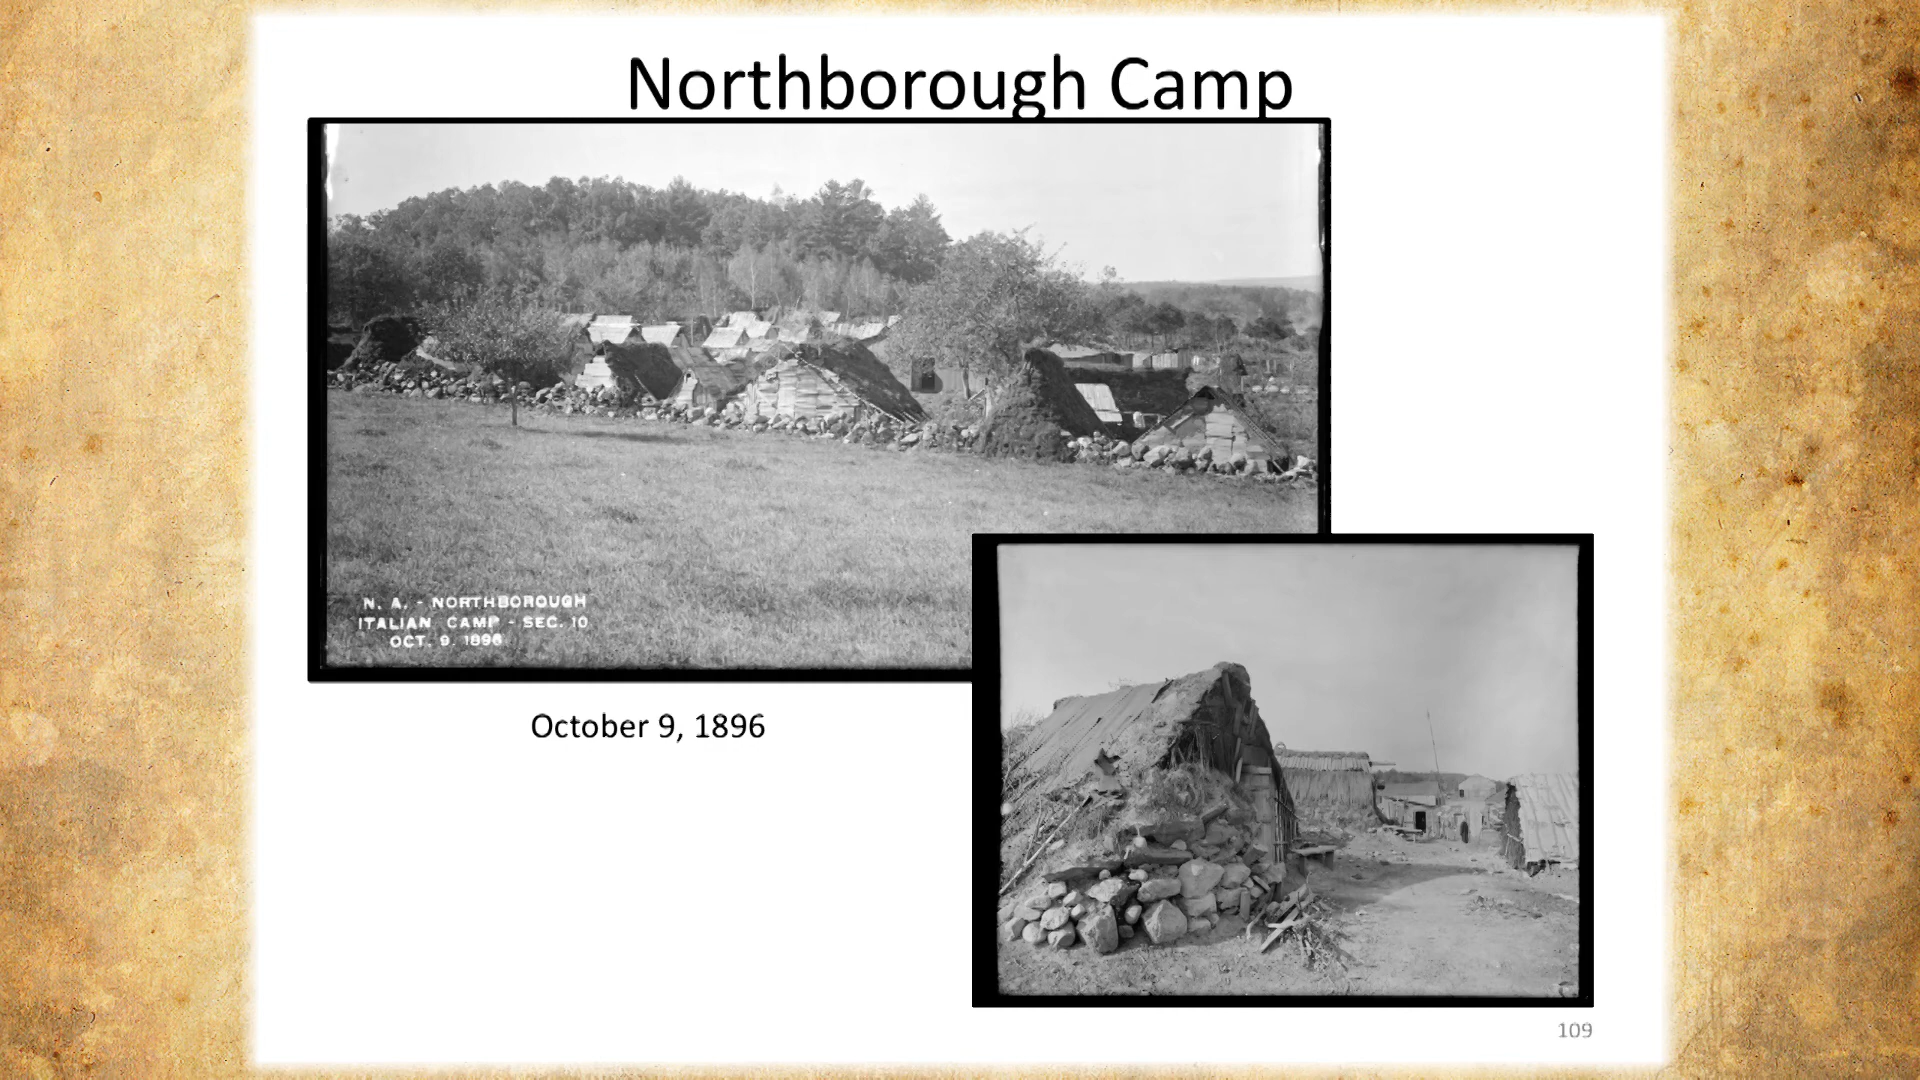 Northborough Camp
N. A. - NORTHBOROUGH
ITALIAN CAMP - SEC. 10
OCT. 9. 1896
October 9, 1896
109